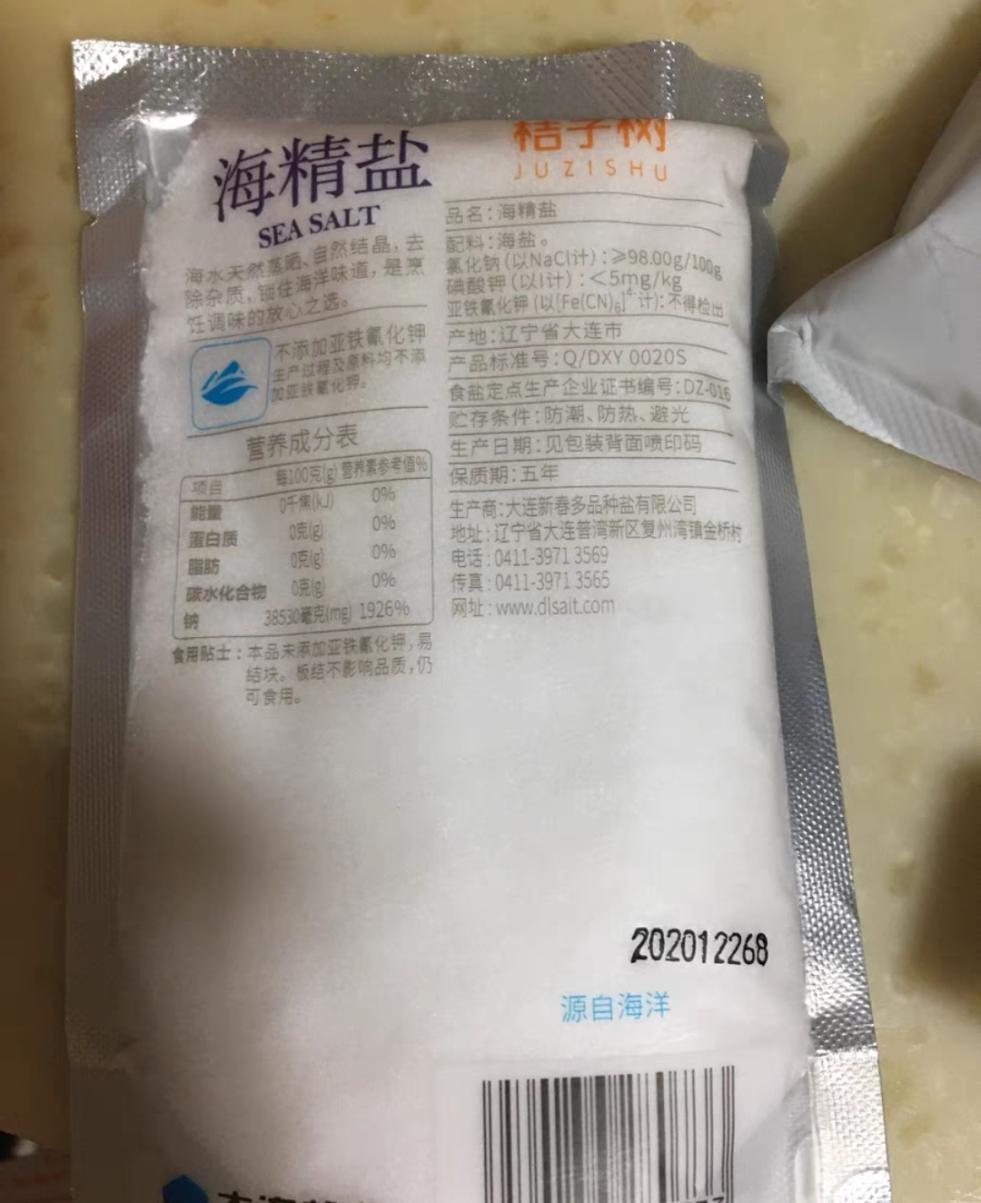 海精盐
SEA SALT
海水天然蒸晒、自然结晶，去
除杂质，锁住海洋味道，是烹
饪调味的放心之选。
不添加亚铁氰化钾
生产过程及原料均不添
加亚铁氰化钾。
营养成分表
项目 每100克(g) 营养素参考值%
能量 0千焦(kJ) 0%
蛋白质 0克(g) 0%
脂肪 0克(g) 0%
碳水化合物 0克(g) 0%
钠 38530毫克(mg) 1926%
食用贴士：本品未添加亚铁氰化钾，易
结块。板结不影响品质，仍
可食用。
桔子树
JUZISHU
品名：海精盐
配料：海盐。
氯化钠（以NaCl计）：≥98.00g/100g
碘酸钾（以I计）：＜5mg/kg
亚铁氰化钾（以[Fe(CN)₆]⁴⁻计）：不得检出
产地：辽宁省大连市
产品标准号：Q/DXY 0020S
食盐定点生产企业证书编号：DZ-016
贮存条件：防潮、防热、避光
生产日期：见包装背面喷印码
保质期：五年
生产商：大连新春多品种盐有限公司
地址：辽宁省大连普湾新区复州湾镇金桥村
电话：0411-3971 3569
传真：0411-3971 3565
网址：www.dlsalt.com
202012268
源自海洋